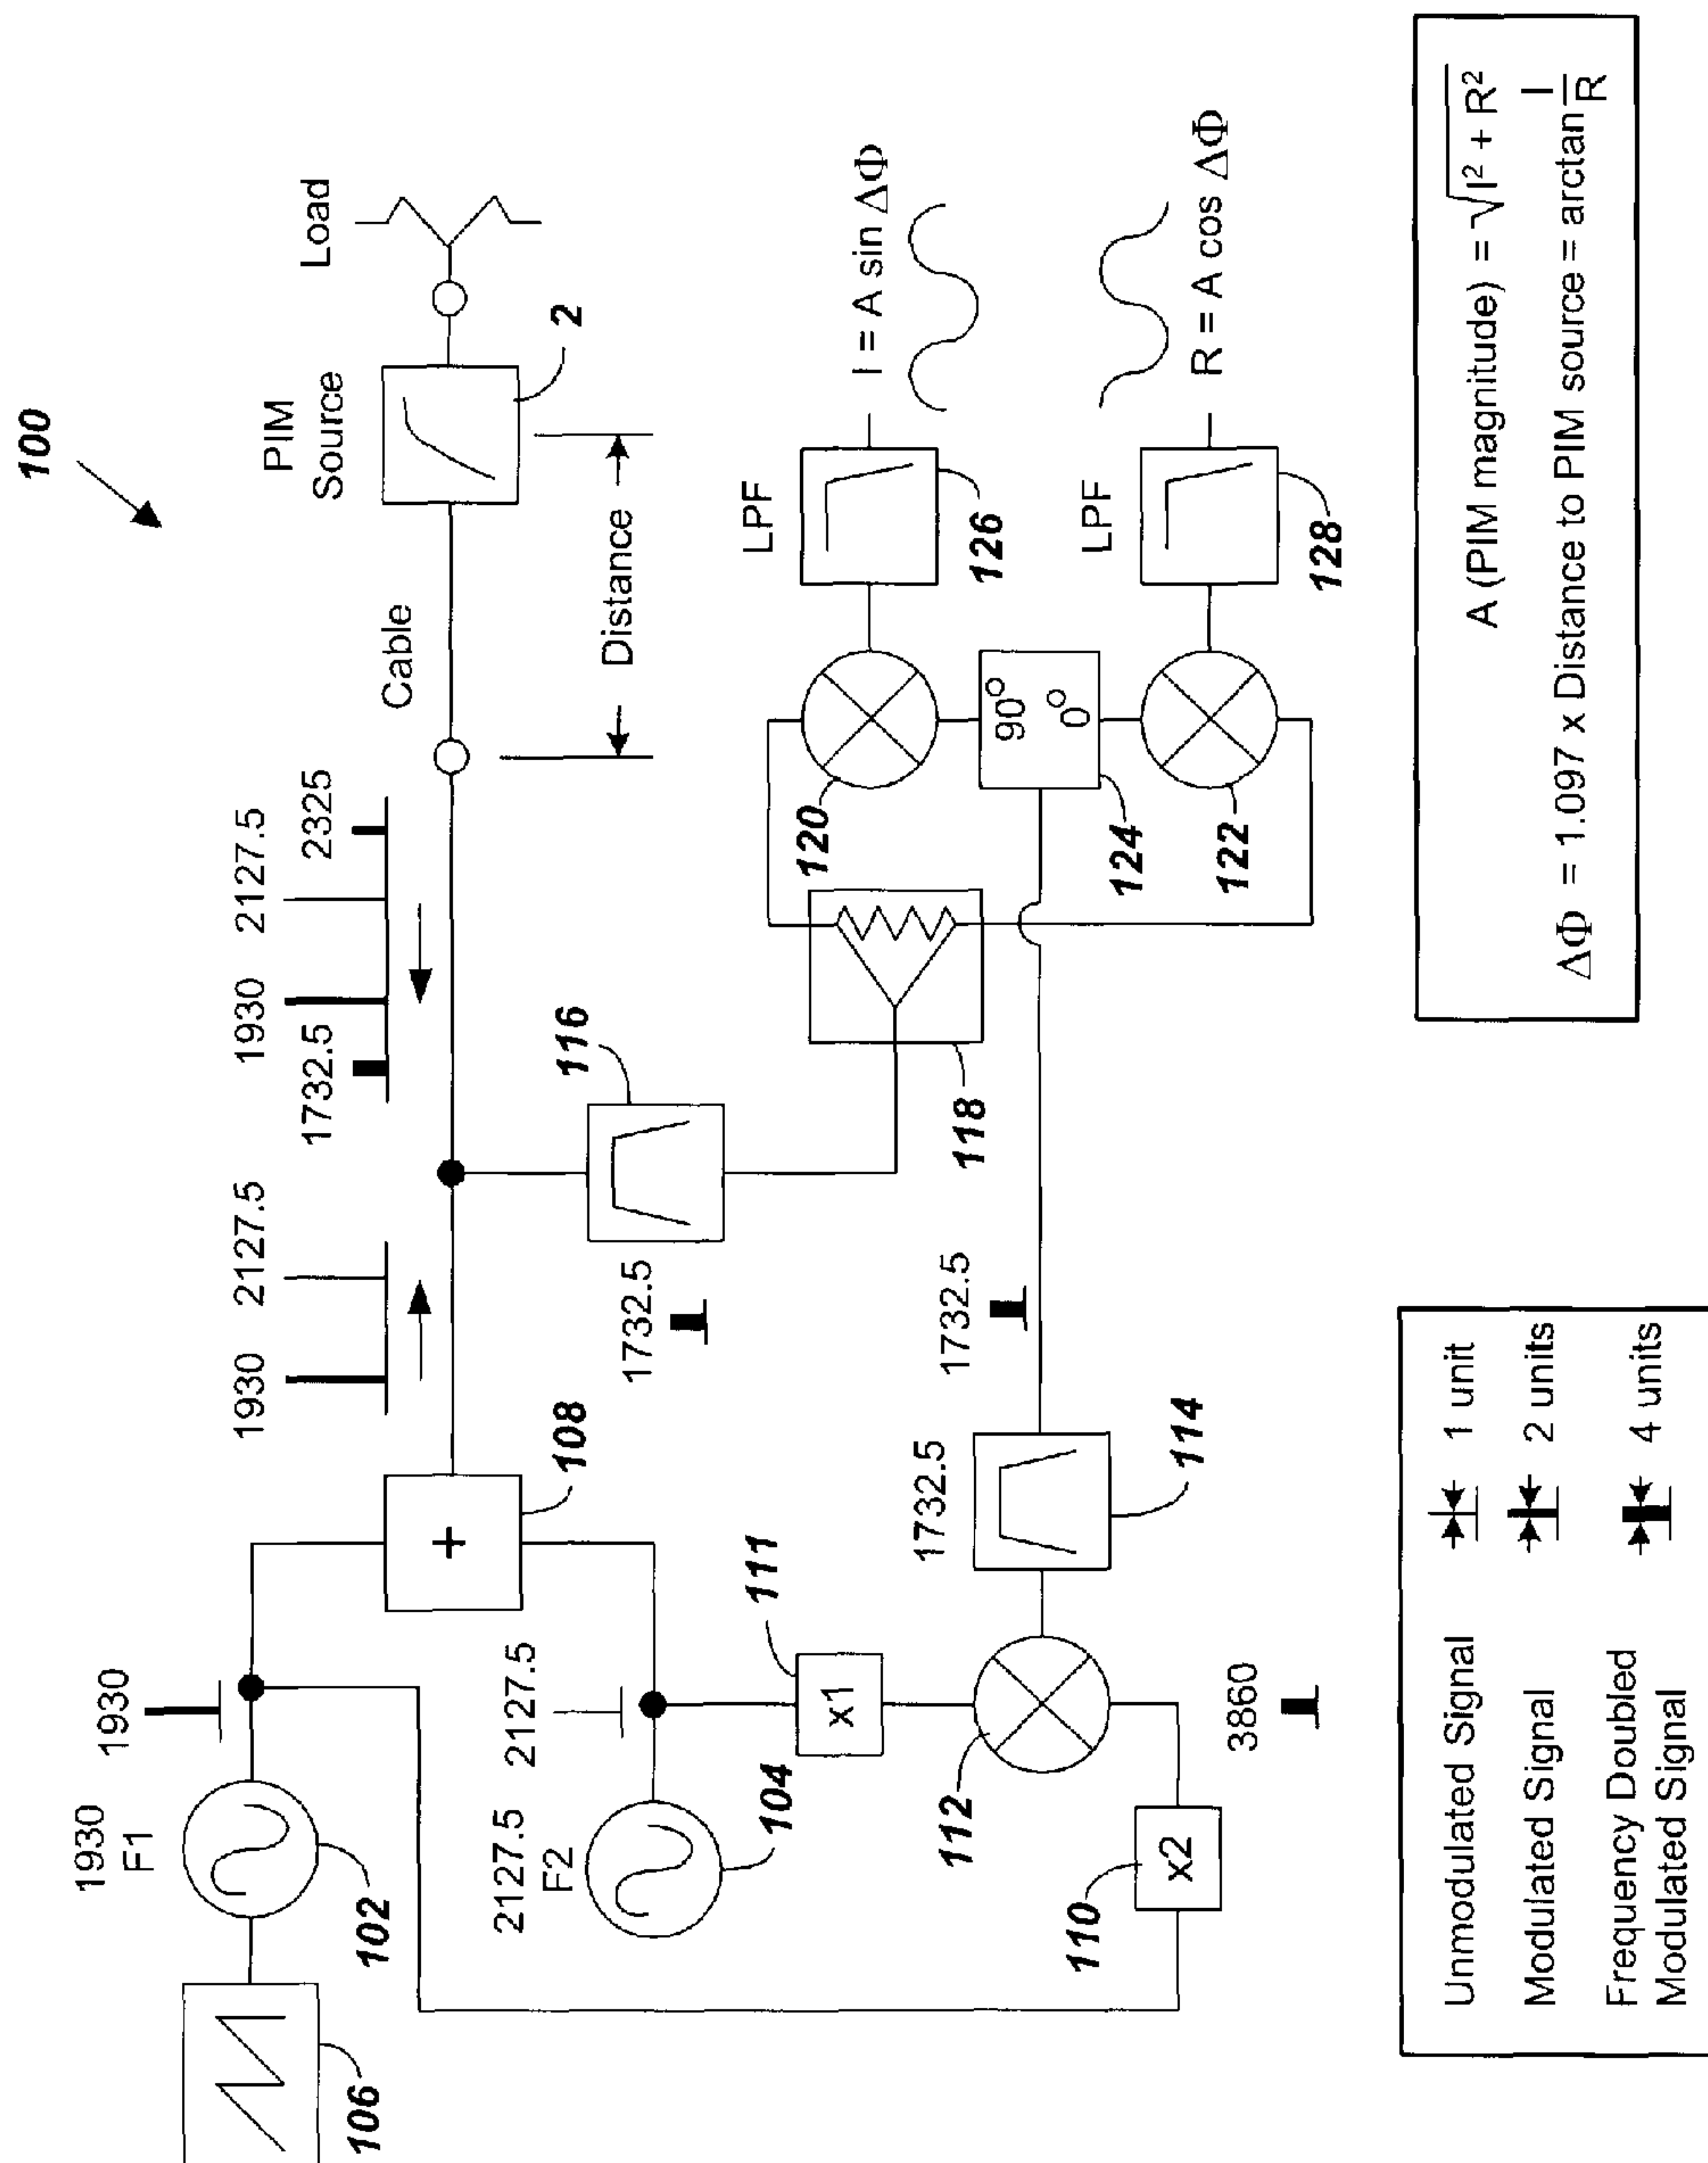 100
1930
F1
102
106
1930
2127.5
F2
104
2127.5
+
108
1930 2127.5
1732.5 1930 2127.5 2325
Cable
PIM
Source
2
Load
Distance
x1
111
x2
110
3860
112
1732.5
114
1732.5
1732.5
116
118
120
90°
0°
124
122
LPF
126
I = A sin ΔΦ
LPF
128
R = A cos ΔΦ
Unmodulated Signal 1 unit
Modulated Signal 2 units
Frequency Doubled
Modulated Signal 4 units
A (PIM magnitude) = √I² + R²
ΔΦ = 1.097 x Distance to PIM source = arctan I/R